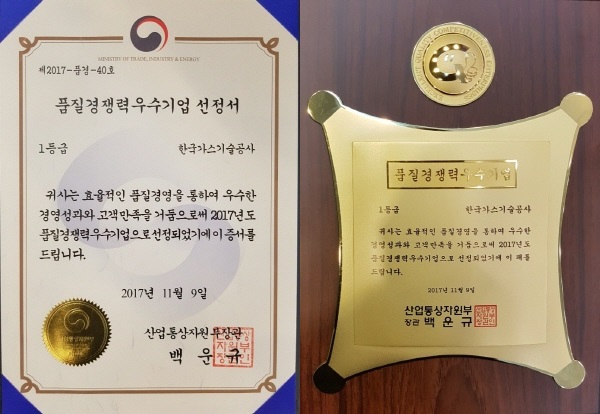 MINISTRY OF TRADE, INDUSTRY & ENERGY
제2017-품경-40호
품질경쟁력우수기업 선정서
1등급 한국가스기술공사
귀사는 효율적인 품질경영을 통하여 우수한
경영성과와 고객만족을 거둠으로써 2017년도
품질경쟁력우수기업으로 선정되었기에 이 증서를
드립니다.
2017년 11월 9일
산업통상자원부장관
백 운 규
품질경쟁력우수기업
1등급 한국가스기술공사
귀사는 효율적인 품질경영을 통하여 우수한
경영성과와 고객만족을 거둠으로써 2017년도
품질경쟁력우수기업으로 선정되었기에 이 패를
드립니다.
2017년 11월 9일
산업통상자원부
장관 백 운 규